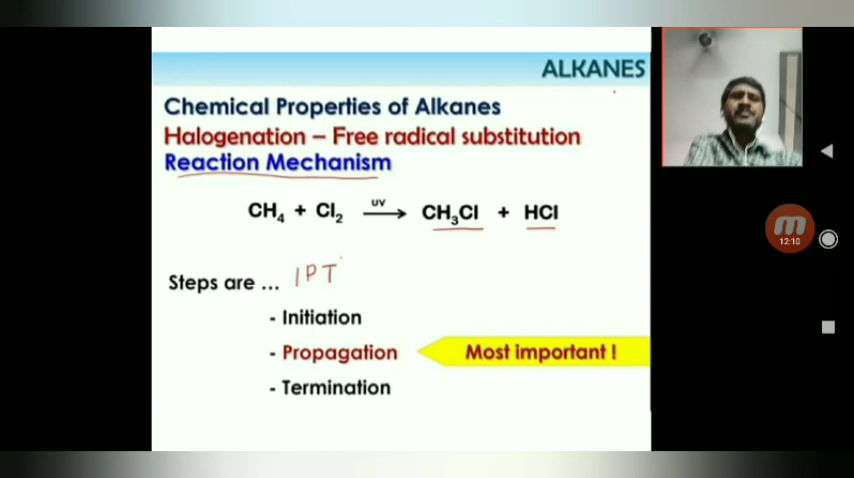 ALKANES
Chemical Properties of Alkanes
Halogenation – Free radical substitution
Reaction Mechanism
CH₄ + Cl₂ —uv→ CH₃Cl + HCl
Steps are ... IPT
- Initiation
- Propagation Most important !
- Termination
12:10